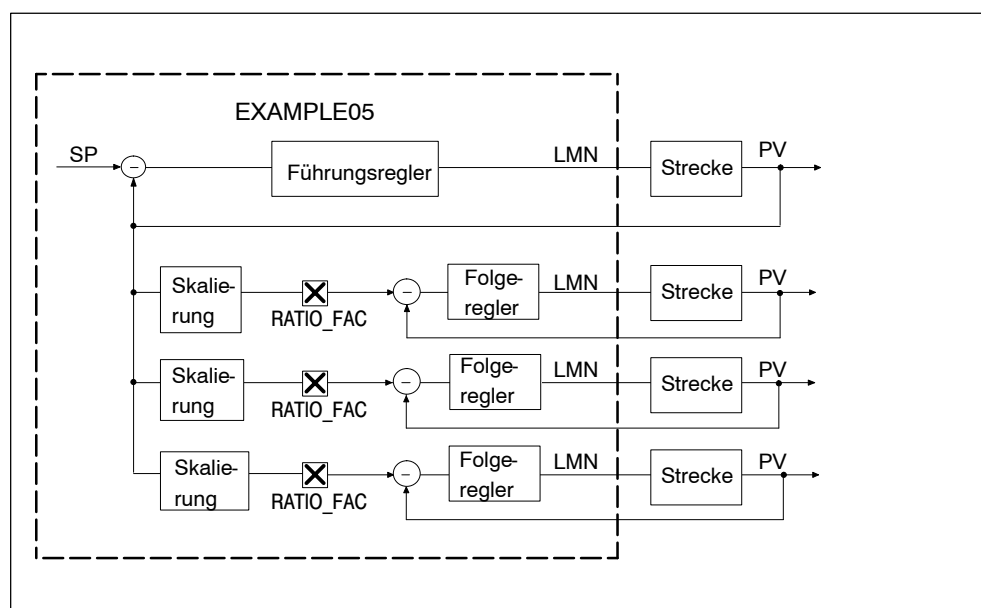 EXAMPLE05
SP
Führungsregler
LMN
Strecke
PV
Skalie-
rung
RATIO_FAC
Folge-
regler
LMN
Strecke
PV
Skalie-
rung
RATIO_FAC
Folge-
regler
LMN
Strecke
PV
Skalie-
rung
RATIO_FAC
Folge-
regler
LMN
Strecke
PV